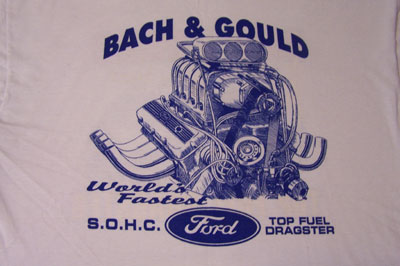 BACH & GOULD
World's
Fastest
S.O.H.C.
Ford
TOP FUEL
DRAGSTER